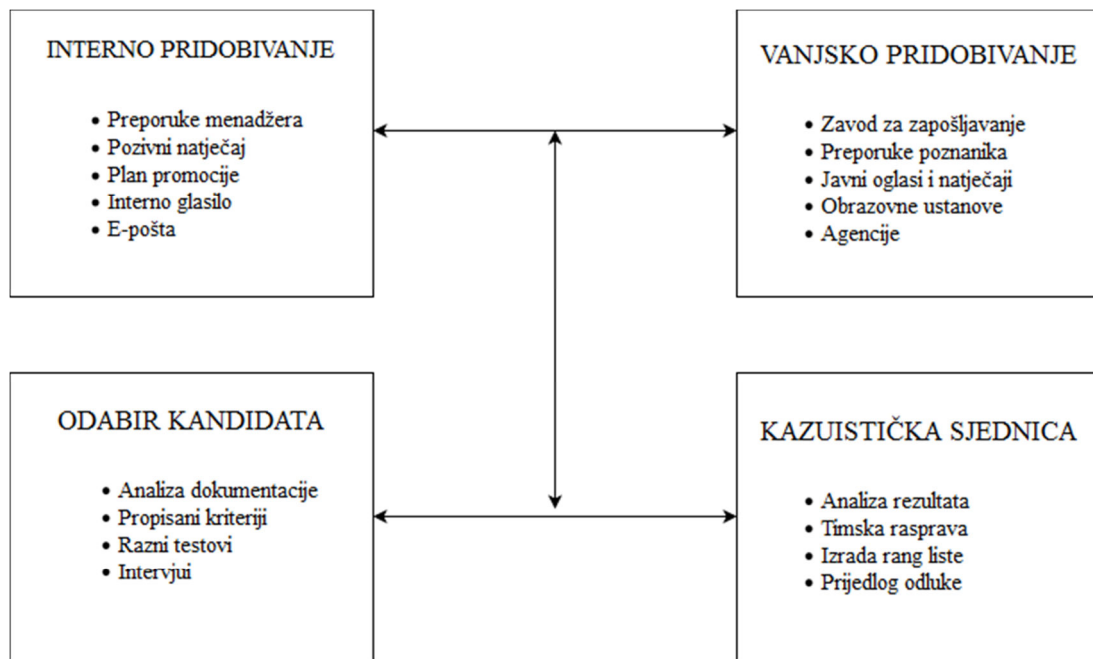 INTERNO PRIDOBIVANJE
• Preporuke menadžera
• Pozivni natječaj
• Plan promocije
• Interno glasilo
• E-pošta
VANJSKO PRIDOBIVANJE
• Zavod za zapošljavanje
• Preporuke poznanika
• Javni oglasi i natječaji
• Obrazovne ustanove
• Agencije
ODABIR KANDIDATA
• Analiza dokumentacije
• Propisani kriteriji
• Razni testovi
• Intervjui
KAZUISTIČKA SJEDNICA
• Analiza rezultata
• Timska rasprava
• Izrada rang liste
• Prijedlog odluke